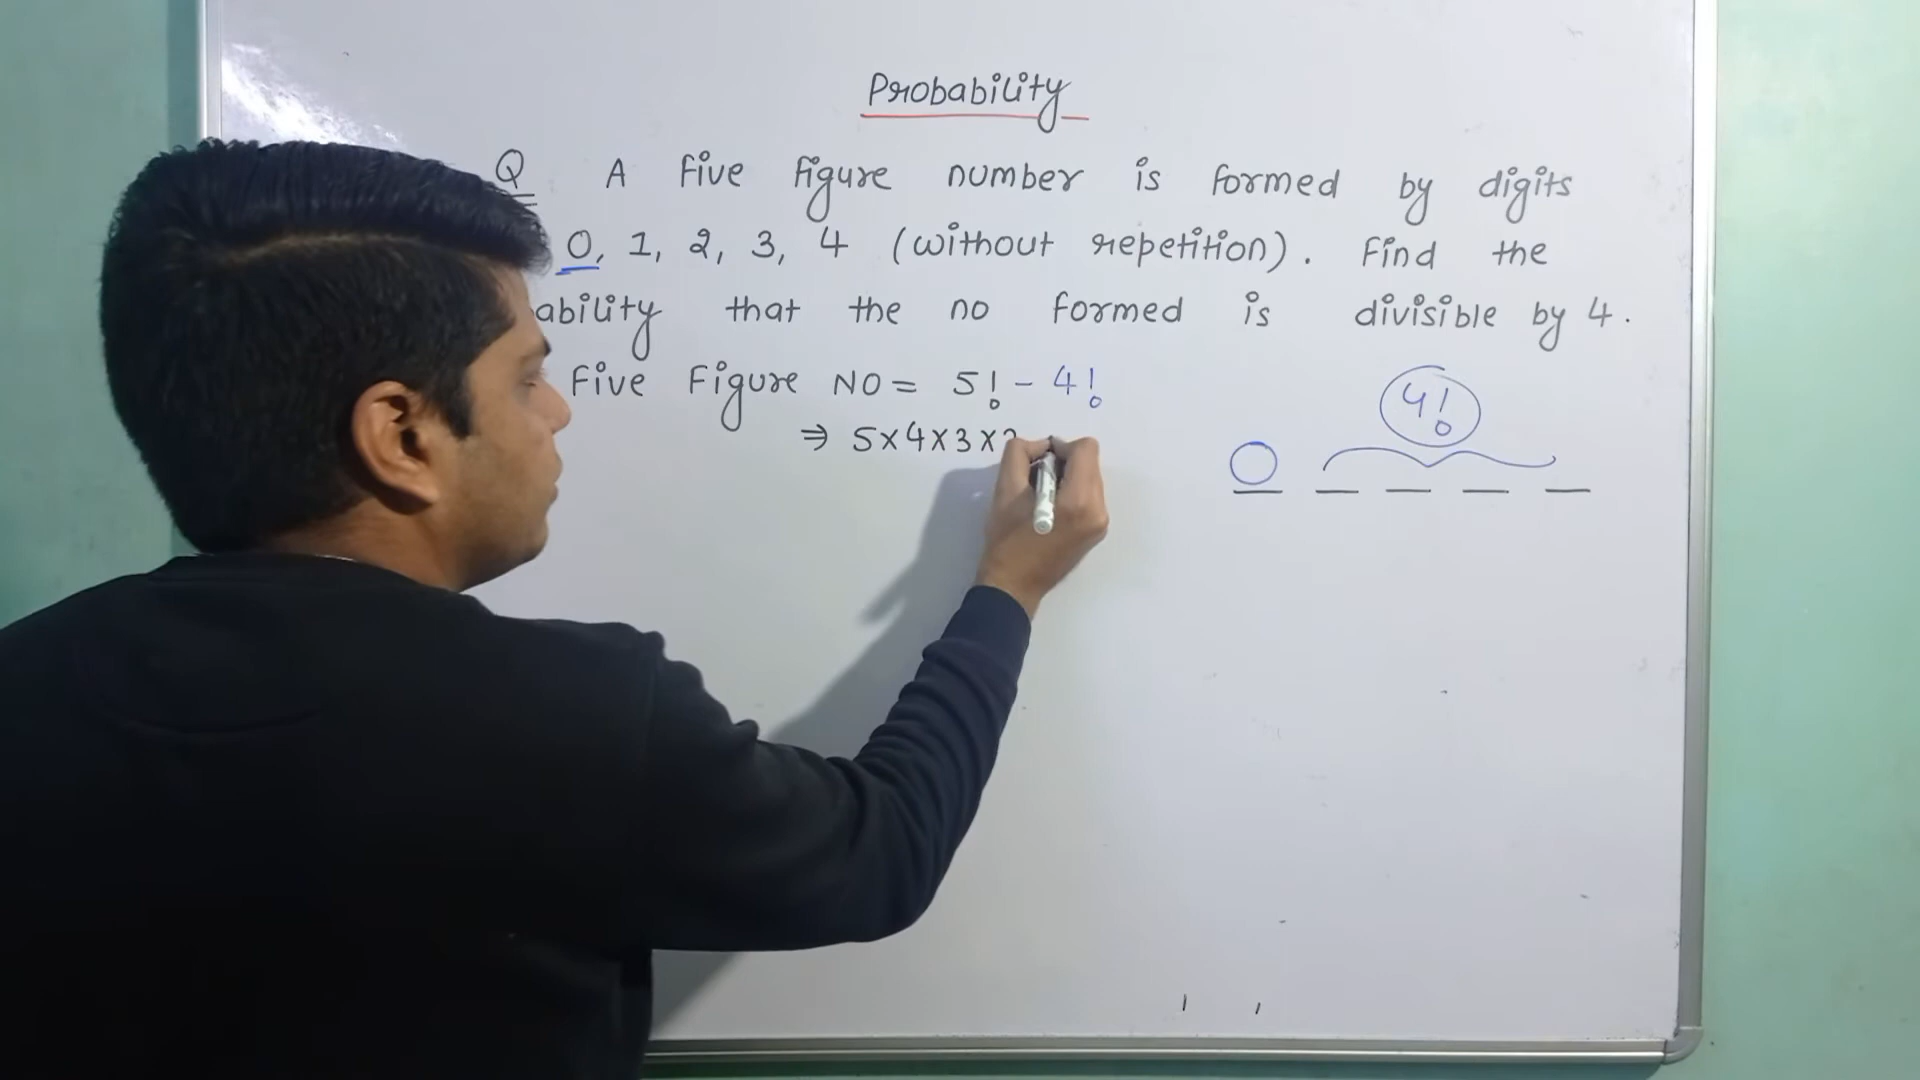 Probability
Q A five figure number is formed by digits
0, 1, 2, 3, 4 (without repetition). Find the
ability that the no formed is divisible by 4.
Five Figure NO = 5! - 4!
⇒ 5×4×3×2
4!
0